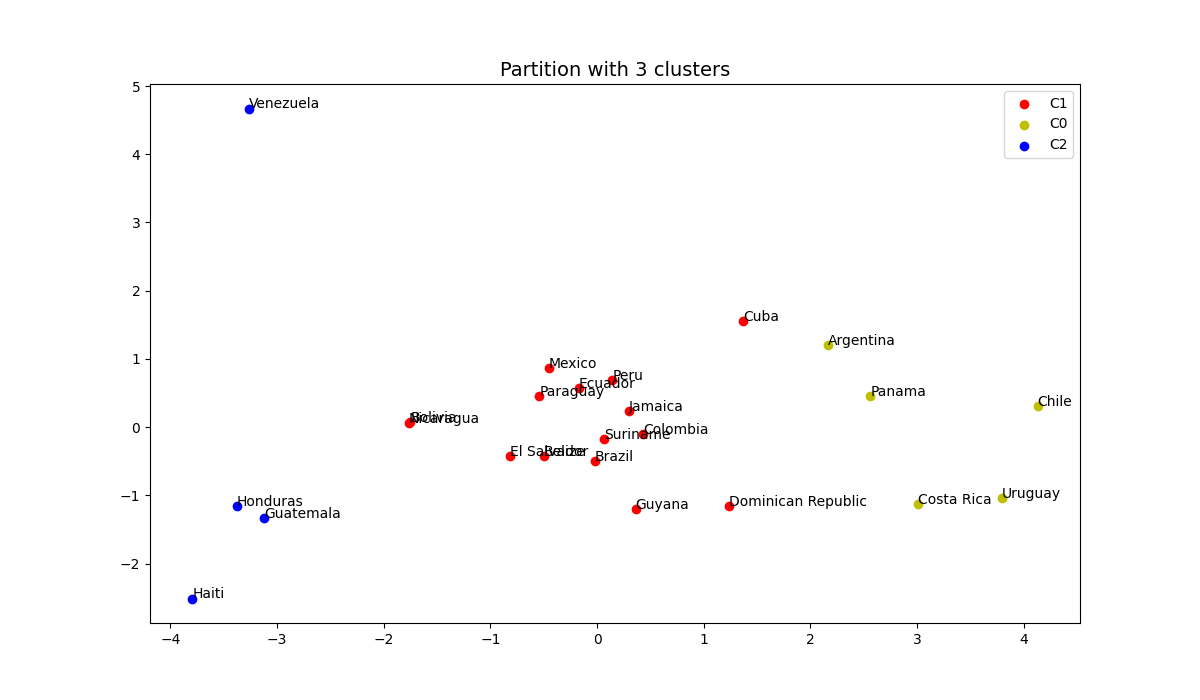 Partition with 3 clusters
5
4
3
2
1
0
−1
−2
−4
−3
−2
−1
0
1
2
3
4
C1
C0
C2
Venezuela
Cuba
Argentina
Mexico
Peru
Ecuador
Paraguay
Panama
Chile
Jamaica
Bolivia
Nicaragua
Colombia
Suriname
El Salvador
Belize
Brazil
Honduras
Guatemala
Guyana
Dominican Republic
Costa Rica
Uruguay
Haiti